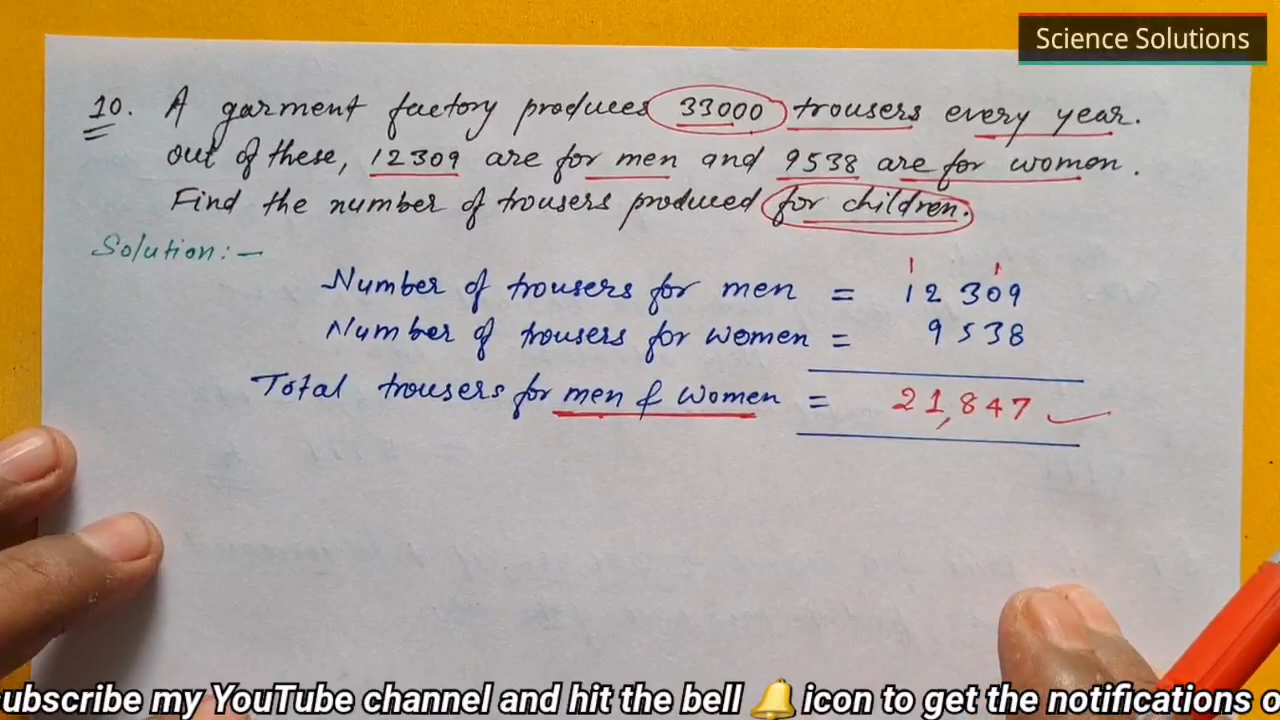 Science Solutions
10. A garment factory produces 33000 trousers every year.
out of these, 12309 are for men and 9538 are for women.
Find the number of trousers produced for children.
Solution:-
1 1
Number of trousers for men = 12309
Number of trousers for women = 9538
Total trousers for men & women = 21,847
ubscribe my YouTube channel and hit the bell 🔔 icon to get the notifications o